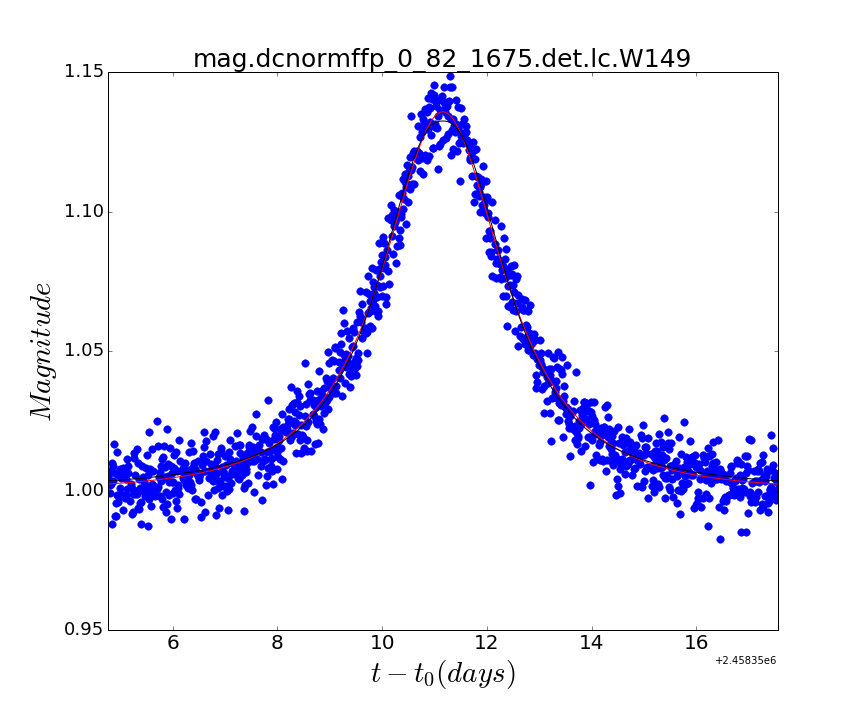 mag.dcnormffp_0_82_1675.det.lc.W149
1.15
1.10
1.05
1.00
0.95
Magnitude
6
8
10
12
14
16
+2.45835e6
t − t₀(days)